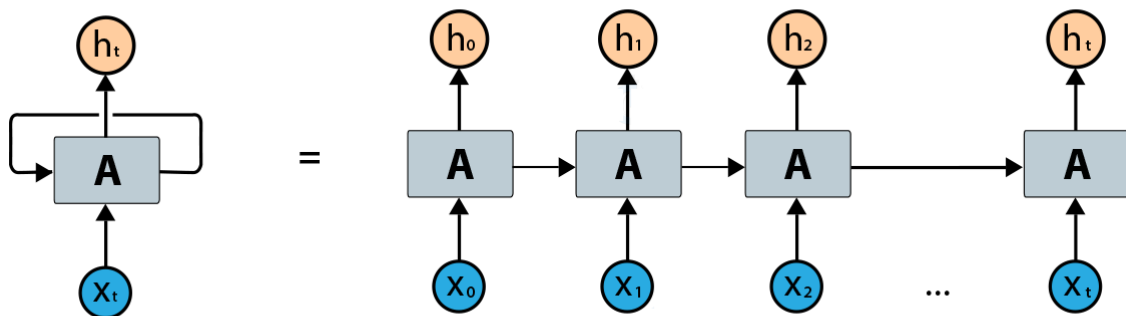 hₜ h₀ h₁ h₂ hₜ
A = A A A A
Xₜ X₀ X₁ X₂ ... Xₜ